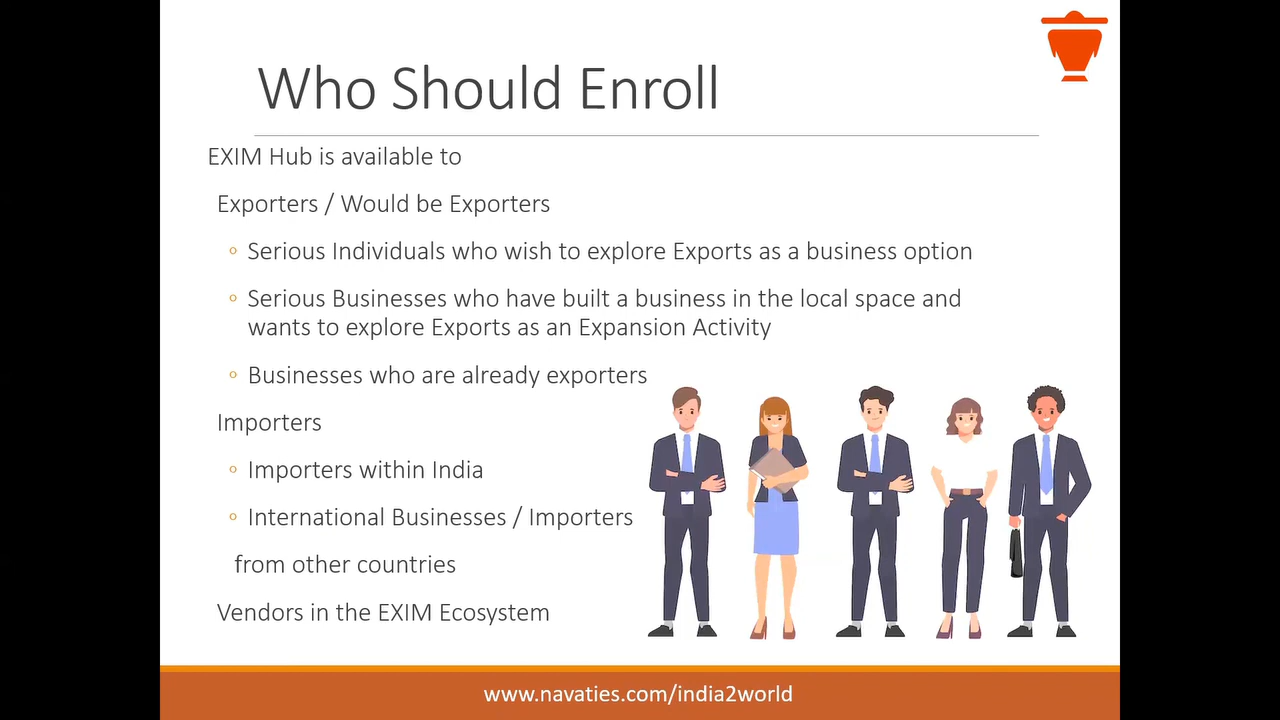 Who Should Enroll
EXIM Hub is available to
Exporters / Would be Exporters
◦ Serious Individuals who wish to explore Exports as a business option
◦ Serious Businesses who have built a business in the local space and
wants to explore Exports as an Expansion Activity
◦ Businesses who are already exporters
Importers
◦ Importers within India
◦ International Businesses / Importers
from other countries
Vendors in the EXIM Ecosystem
www.navaties.com/india2world